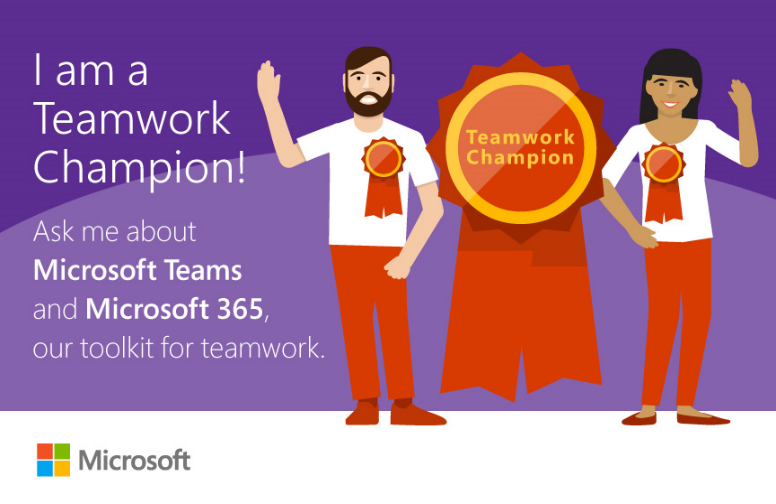 I am a
Teamwork
Champion!
Ask me about
Microsoft Teams
and Microsoft 365,
our toolkit for teamwork.
Teamwork
Champion
Microsoft